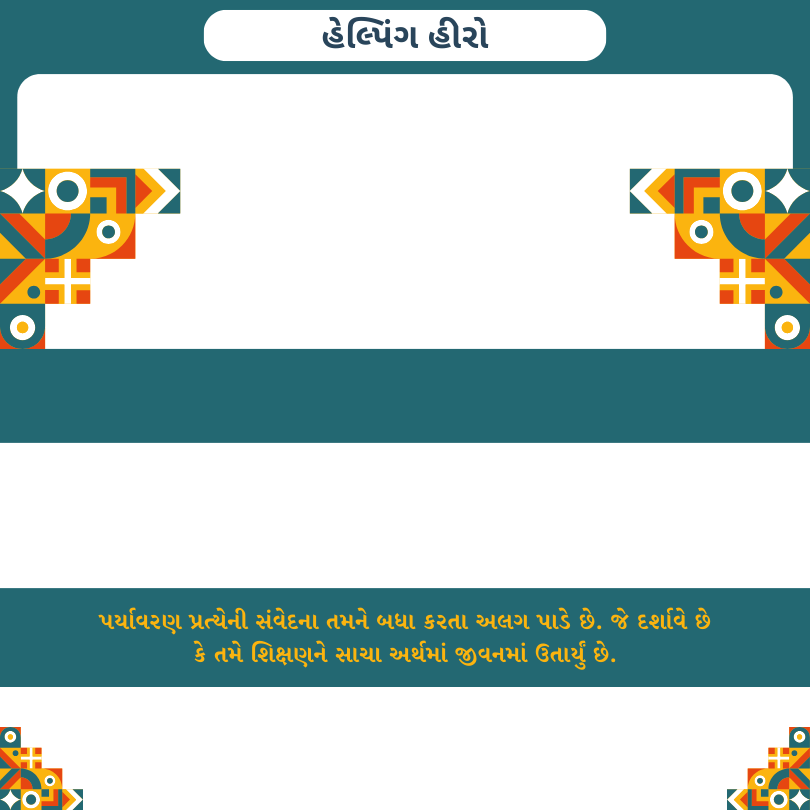 હેલ્પિંગ હીરો
પર્યાવરણ પ્રત્યેની સંવેદના તમને બધા કરતા અલગ પાડે છે. જે દર્શાવે છે
કે તમે શિક્ષણને સાચા અર્થમાં જીવનમાં ઉતાર્યું છે.